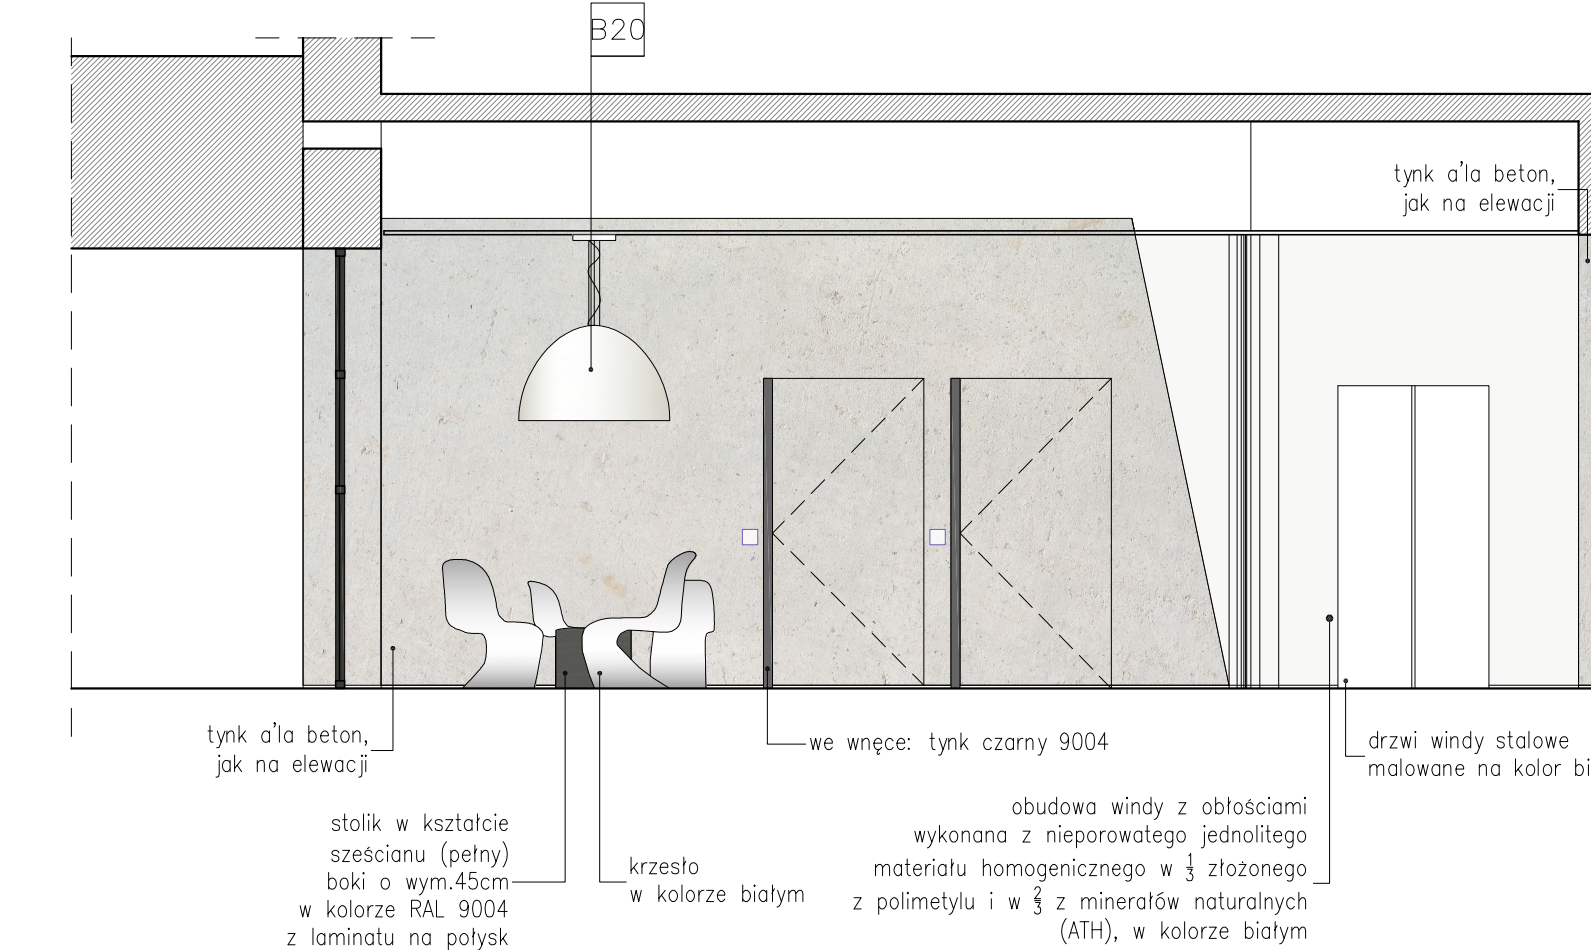 B20
tynk a'la beton,
jak na elewacji
tynk a'la beton,
jak na elewacji
we wnęce: tynk czarny 9004
drzwi windy stalowe
malowane na kolor bi
stolik w kształcie
sześcianu (pełny)
boki o wym.45cm
w kolorze RAL 9004
z laminatu na połysk
krzesło
w kolorze białym
obudowa windy z obłościami
wykonana z nieporowatego jednolitego
materiału homogenicznego w 1/3 złożonego
z polimetylu i w 2/3 z minerałów naturalnych
(ATH), w kolorze białym